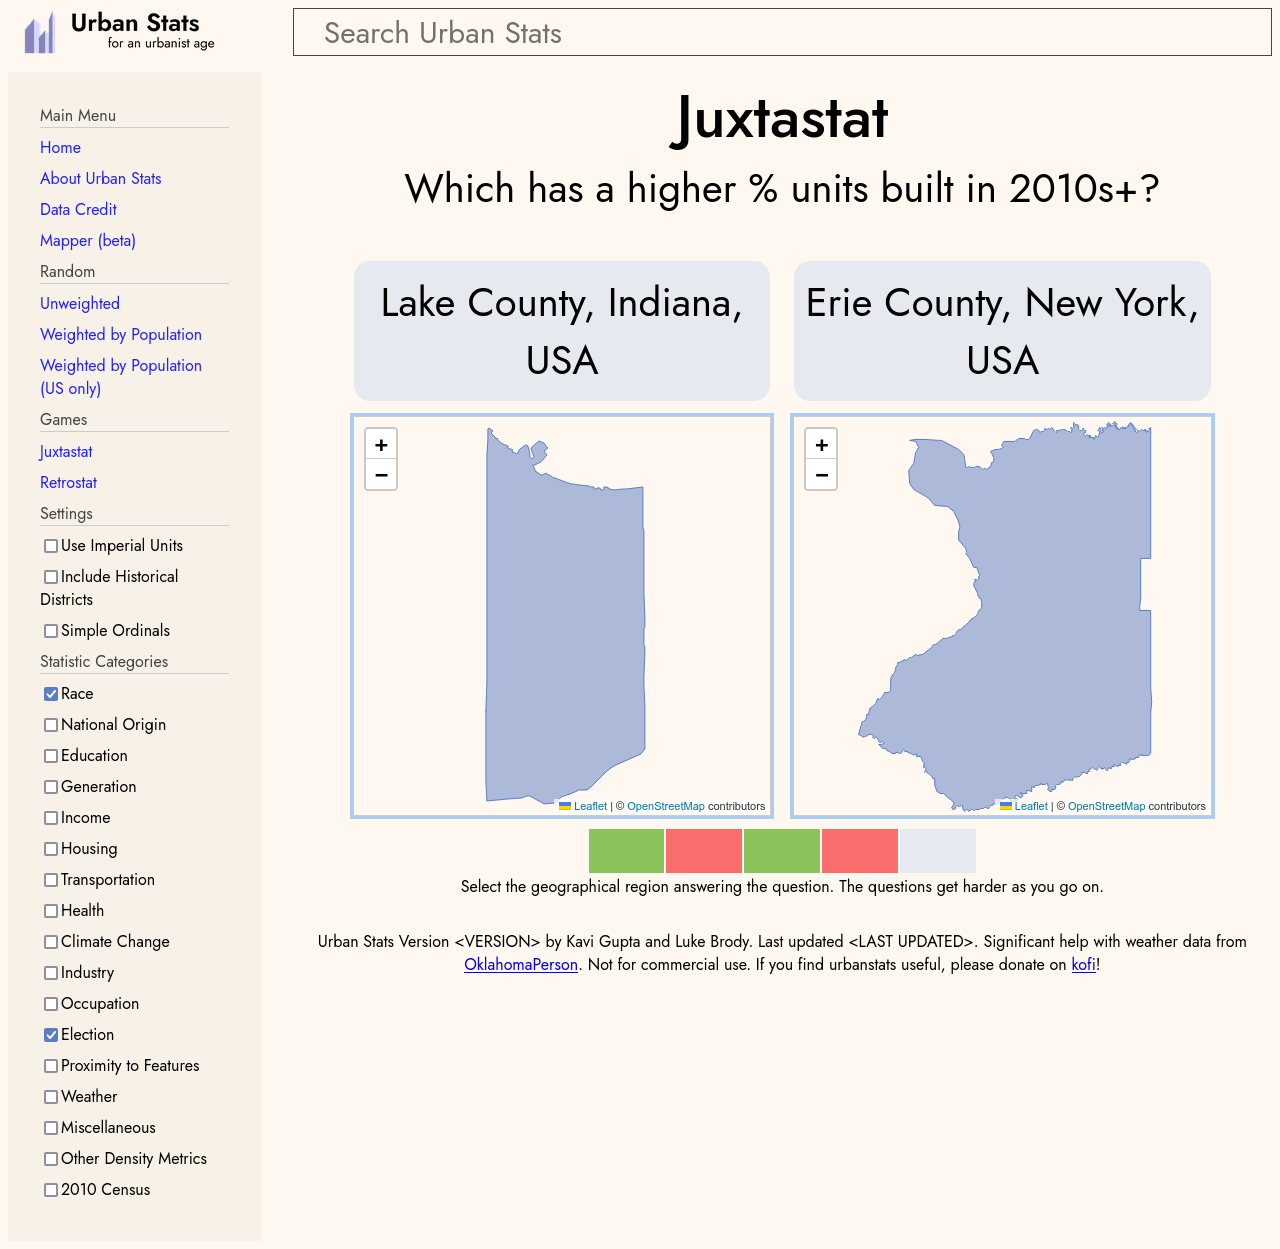 Urban Stats
for an urbanist age
Search Urban Stats
Main Menu
Home
About Urban Stats
Data Credit
Mapper (beta)
Random
Unweighted
Weighted by Population
Weighted by Population
(US only)
Games
Juxtastat
Retrostat
Settings
Use Imperial Units
Include Historical
Districts
Simple Ordinals
Statistic Categories
Race
National Origin
Education
Generation
Income
Housing
Transportation
Health
Climate Change
Industry
Occupation
Election
Proximity to Features
Weather
Miscellaneous
Other Density Metrics
2010 Census
Juxtastat
Which has a higher % units built in 2010s+?
Lake County, Indiana,
USA
Erie County, New York,
USA
+
−
Leaflet | © OpenStreetMap contributors
+
−
Leaflet | © OpenStreetMap contributors
Select the geographical region answering the question. The questions get harder as you go on.
Urban Stats Version <VERSION> by Kavi Gupta and Luke Brody. Last updated <LAST UPDATED>. Significant help with weather data from
OklahomaPerson. Not for commercial use. If you find urbanstats useful, please donate on kofi!